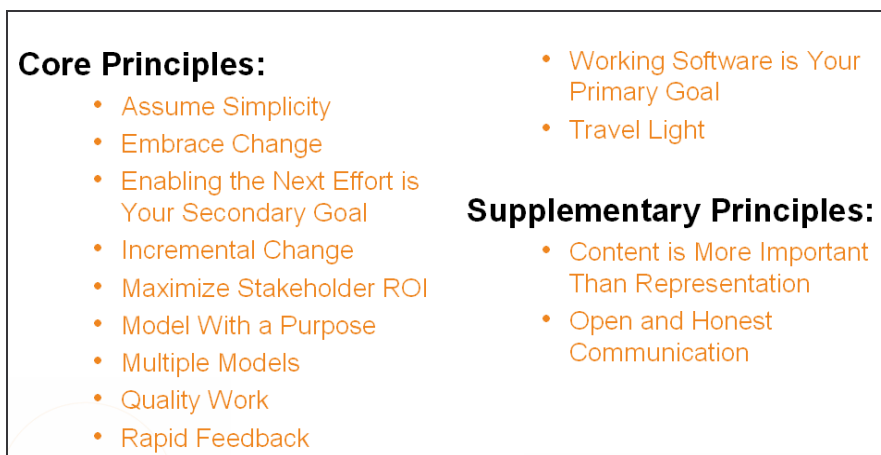 Core Principles:
• Assume Simplicity
• Embrace Change
• Enabling the Next Effort is
Your Secondary Goal
• Incremental Change
• Maximize Stakeholder ROI
• Model With a Purpose
• Multiple Models
• Quality Work
• Rapid Feedback
• Working Software is Your
Primary Goal
• Travel Light
Supplementary Principles:
• Content is More Important
Than Representation
• Open and Honest
Communication